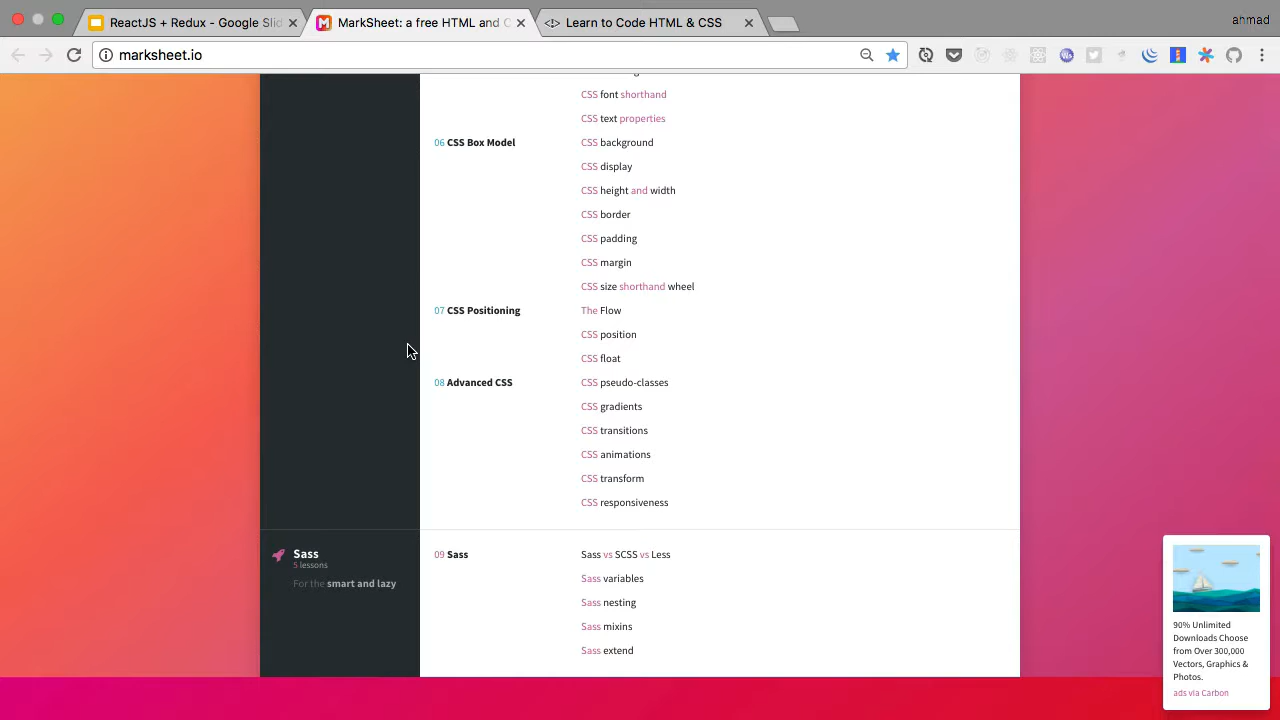 ReactJS + Redux - Google Slid
MarkSheet: a free HTML and C
Learn to Code HTML & CSS
ahmad
marksheet.io
CSS font shorthand
CSS text properties
06 CSS Box Model
CSS background
CSS display
CSS height and width
CSS border
CSS padding
CSS margin
CSS size shorthand wheel
07 CSS Positioning
The Flow
CSS position
CSS float
08 Advanced CSS
CSS pseudo-classes
CSS gradients
CSS transitions
CSS animations
CSS transform
CSS responsiveness
Sass
5 lessons
For the smart and lazy
09 Sass
Sass vs SCSS vs Less
Sass variables
Sass nesting
Sass mixins
Sass extend
90% Unlimited
Downloads Choose
from Over 300,000
Vectors, Graphics &
Photos.
ads via Carbon